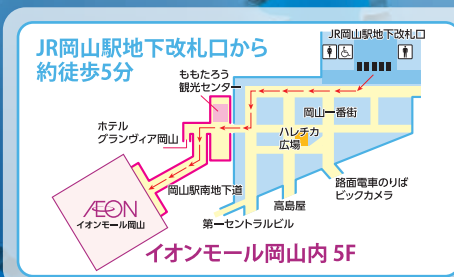 JR岡山駅地下改札口から
約徒歩5分
JR岡山駅地下改札口
ももたろう
観光センター
岡山一番街
ホテル
グランヴィア岡山
ハレチカ
広場
岡山駅南地下道
路面電車のりば
ビックカメラ
高島屋
第一セントラルビル
AEON
イオンモール岡山
イオンモール岡山内 5F